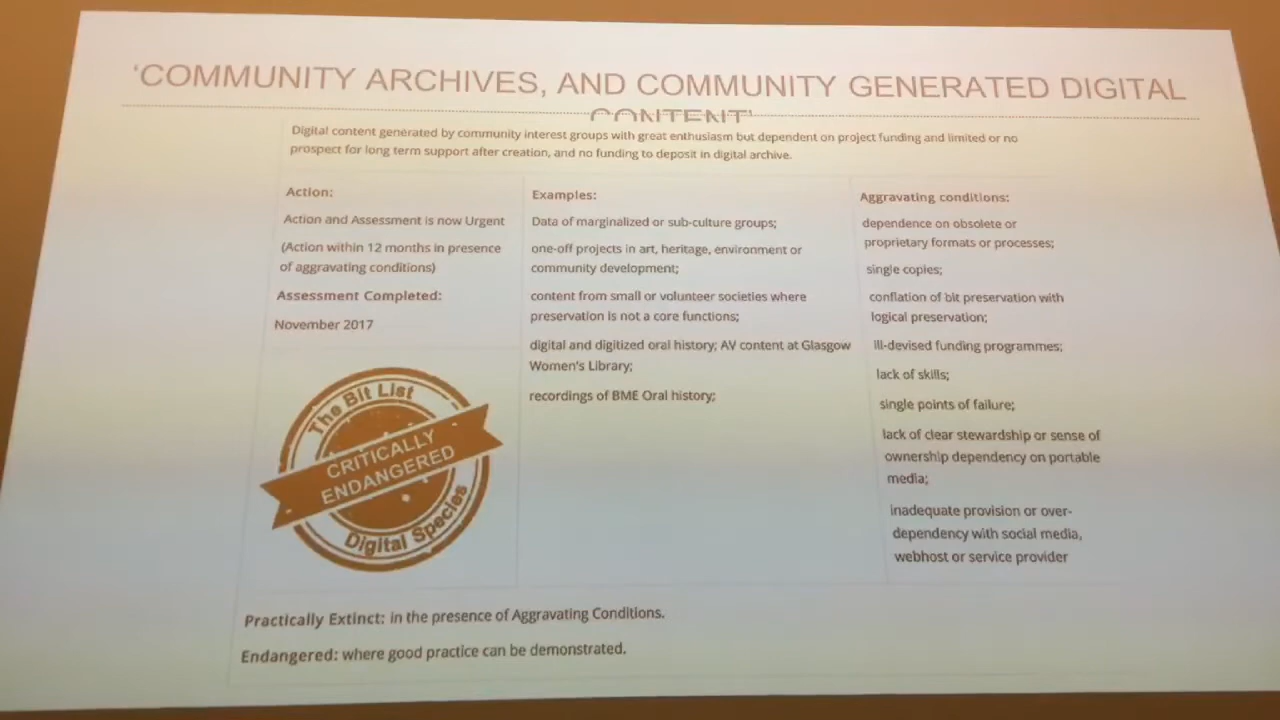 ‘COMMUNITY ARCHIVES, AND COMMUNITY GENERATED DIGITAL
CONTENT’
Digital content generated by community interest groups with great enthusiasm but dependent on project funding and limited or no
prospect for long term support after creation, and no funding to deposit in digital archive.
Action:
Action and Assessment is now Urgent
(Action within 12 months in presence
of aggravating conditions)
Assessment Completed:
November 2017
The Bit List
CRITICALLY
ENDANGERED
Digital Species
Examples:
Data of marginalized or sub-culture groups;
one-off projects in art, heritage, environment or
community development;
content from small or volunteer societies where
preservation is not a core functions;
digital and digitized oral history; AV content at Glasgow
Women's Library;
recordings of BME Oral history;
Aggravating conditions:
dependence on obsolete or
proprietary formats or processes;
single copies;
conflation of bit preservation with
logical preservation;
Ill-devised funding programmes;
lack of skills;
single points of failure;
lack of clear stewardship or sense of
ownership dependency on portable
media;
inadequate provision or over-
dependency with social media,
webhost or service provider
Practically Extinct: in the presence of Aggravating Conditions.
Endangered: where good practice can be demonstrated.